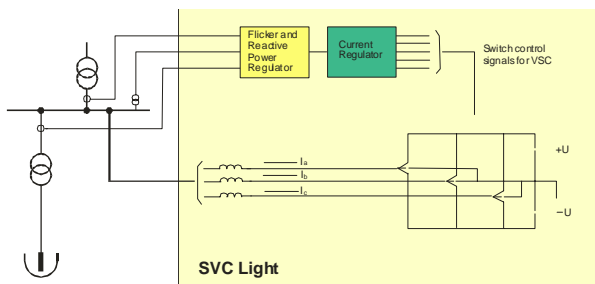 Flicker and
Reactive
Power
Regulator
Current
Regulator
Switch control
signals for VSC
Ia
Ib
Ic
+U
−U
SVC Light